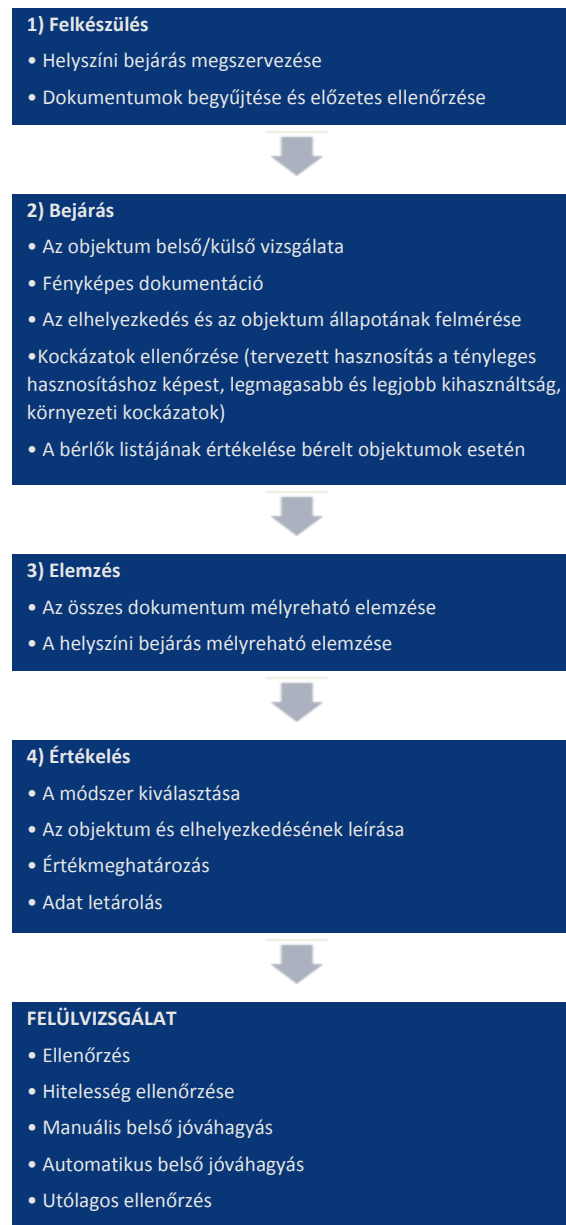 1) Felkészülés
• Helyszíni bejárás megszervezése
• Dokumentumok begyűjtése és előzetes ellenőrzése
2) Bejárás
• Az objektum belső/külső vizsgálata
• Fényképes dokumentáció
• Az elhelyezkedés és az objektum állapotának felmérése
•Kockázatok ellenőrzése (tervezett hasznosítás a tényleges
hasznosításhoz képest, legmagasabb és legjobb kihasználtság,
környezeti kockázatok)
• A bérlők listájának értékelése bérelt objektumok esetén
3) Elemzés
• Az összes dokumentum mélyreható elemzése
• A helyszíni bejárás mélyreható elemzése
4) Értékelés
• A módszer kiválasztása
• Az objektum és elhelyezkedésének leírása
• Értékmeghatározás
• Adat letárolás
FELÜLVIZSGÁLAT
• Ellenőrzés
• Hitelesség ellenőrzése
• Manuális belső jóváhagyás
• Automatikus belső jóváhagyás
• Utólagos ellenőrzés